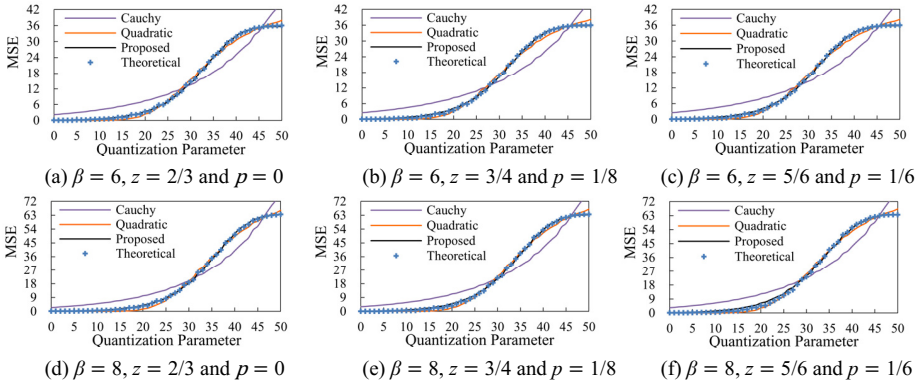 42
36
30
24
18
12
6
0
MSE
Cauchy
Quadratic
Proposed
Theoretical
0 5 10 15 20 25 30 35 40 45 50
Quantization Parameter
(a) β = 6, z = 2/3 and p = 0
42
36
30
24
18
12
6
0
MSE
Cauchy
Quadratic
Proposed
Theoretical
0 5 10 15 20 25 30 35 40 45 50
Quantization Parameter
(b) β = 6, z = 3/4 and p = 1/8
42
36
30
24
18
12
6
0
MSE
Cauchy
Quadratic
Proposed
Theoretical
0 5 10 15 20 25 30 35 40 45 50
Quantization Parameter
(c) β = 6, z = 5/6 and p = 1/6
72
63
54
45
36
27
18
9
0
MSE
Cauchy
Quadratic
Proposed
Theoretical
0 5 10 15 20 25 30 35 40 45 50
Quantization Parameter
(d) β = 8, z = 2/3 and p = 0
72
63
54
45
36
27
18
9
0
MSE
Cauchy
Quadratic
Proposed
Theoretical
0 5 10 15 20 25 30 35 40 45 50
Quantization Parameter
(e) β = 8, z = 3/4 and p = 1/8
72
63
54
45
36
27
18
9
0
MSE
Cauchy
Quadratic
Proposed
Theoretical
0 5 10 15 20 25 30 35 40 45 50
Quantization Parameter
(f) β = 8, z = 5/6 and p = 1/6